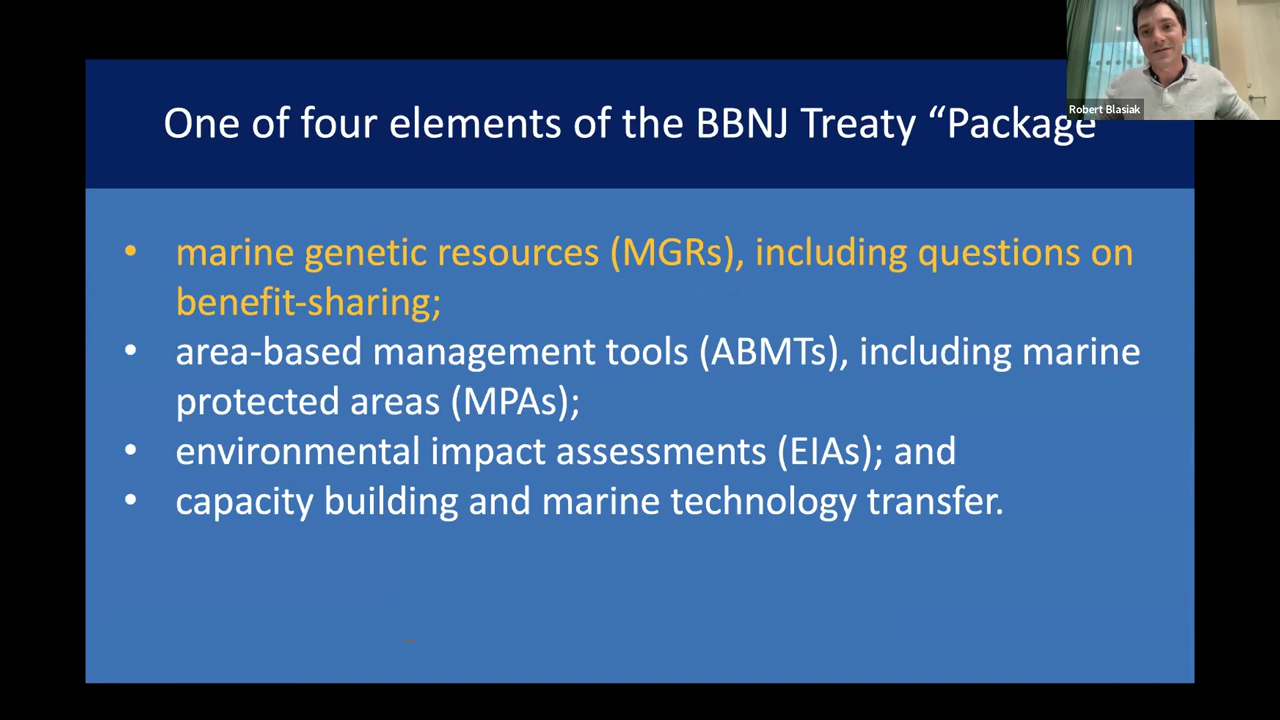 One of four elements of the BBNJ Treaty “Package
Robert Blasiak
• marine genetic resources (MGRs), including questions on
benefit-sharing;
• area-based management tools (ABMTs), including marine
protected areas (MPAs);
• environmental impact assessments (EIAs); and
• capacity building and marine technology transfer.